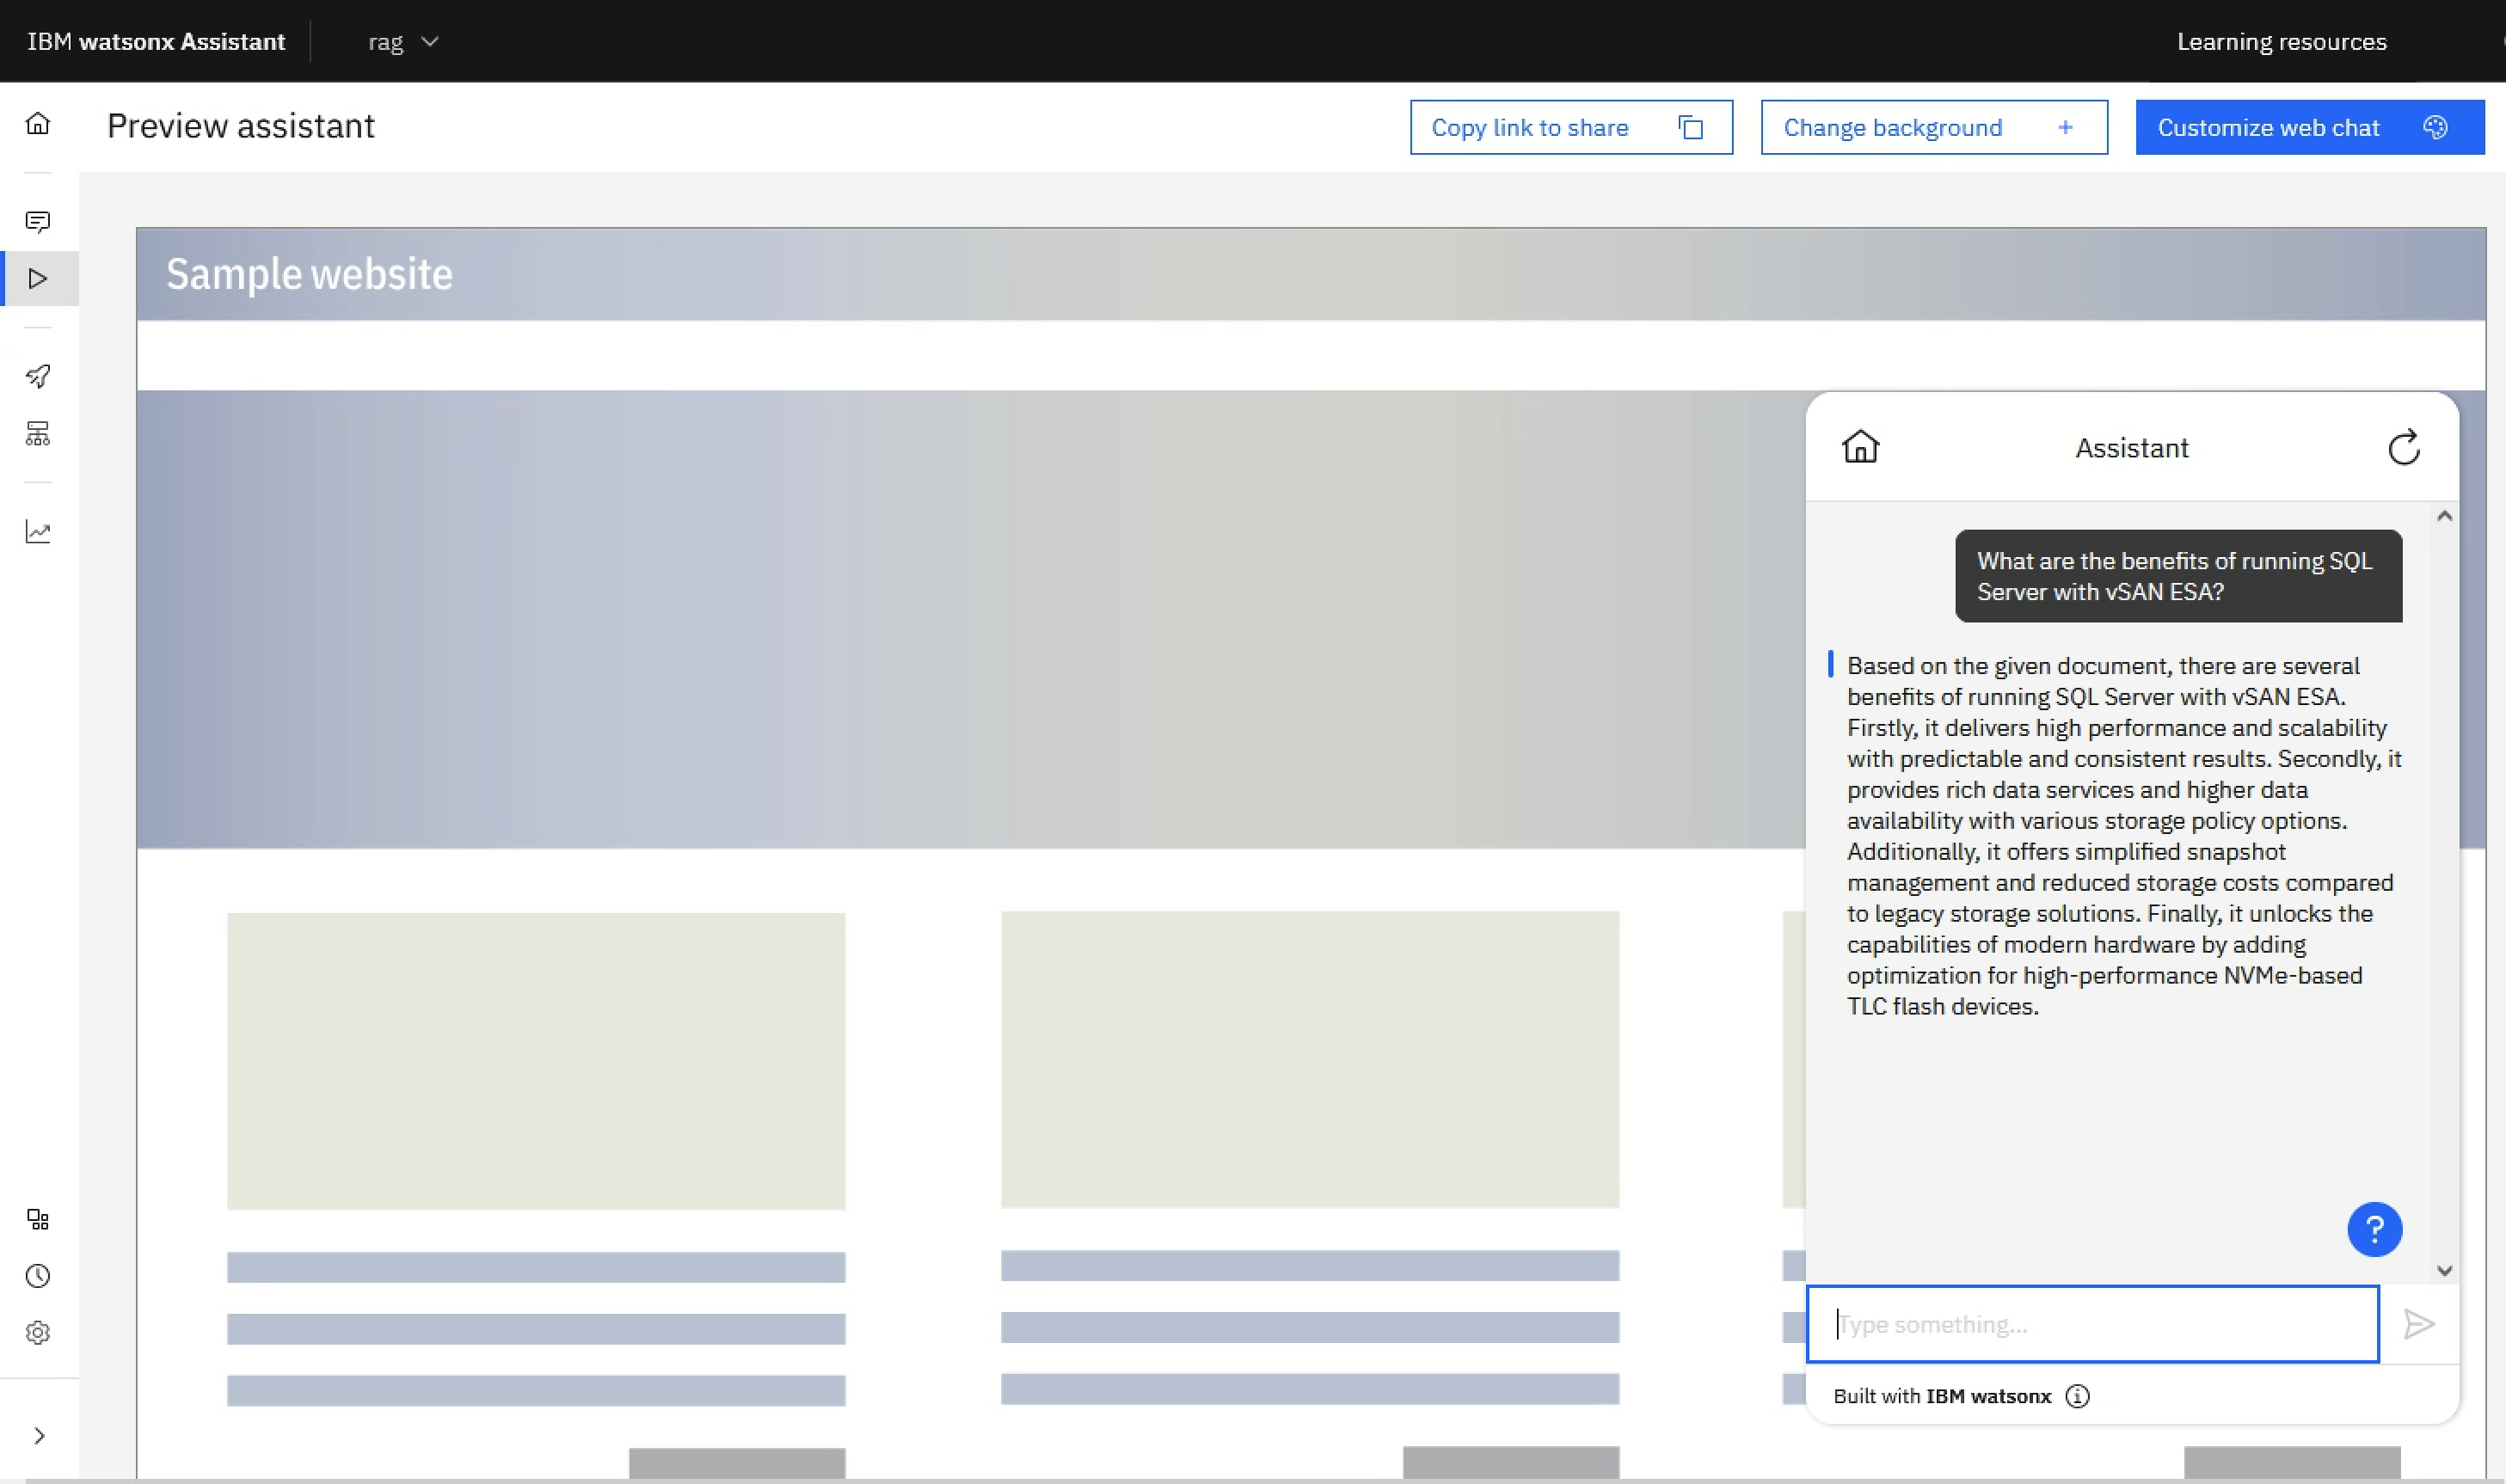 IBM watsonx Assistant
rag
Learning resources
Preview assistant
Copy link to share
Change background
Customize web chat
Sample website
Assistant
What are the benefits of running SQL
Server with vSAN ESA?
Based on the given document, there are several
benefits of running SQL Server with vSAN ESA.
Firstly, it delivers high performance and scalability
with predictable and consistent results. Secondly, it
provides rich data services and higher data
availability with various storage policy options.
Additionally, it offers simplified snapshot
management and reduced storage costs compared
to legacy storage solutions. Finally, it unlocks the
capabilities of modern hardware by adding
optimization for high-performance NVMe-based
TLC flash devices.
?
Type something...
Built with IBM watsonx